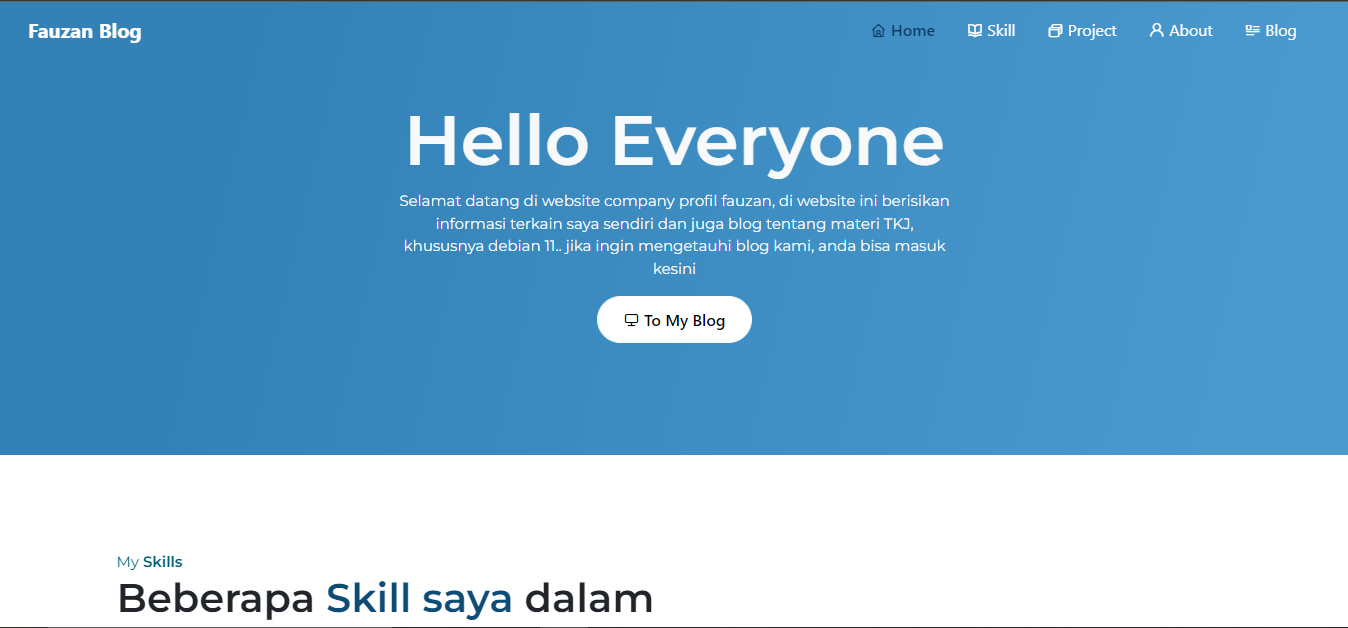 Fauzan Blog
Home
Skill
Project
About
Blog
Hello Everyone
Selamat datang di website company profil fauzan, di website ini berisikan
informasi terkain saya sendiri dan juga blog tentang materi TKJ,
khususnya debian 11.. jika ingin mengetauhi blog kami, anda bisa masuk
kesini
To My Blog
My Skills
Beberapa Skill saya dalam